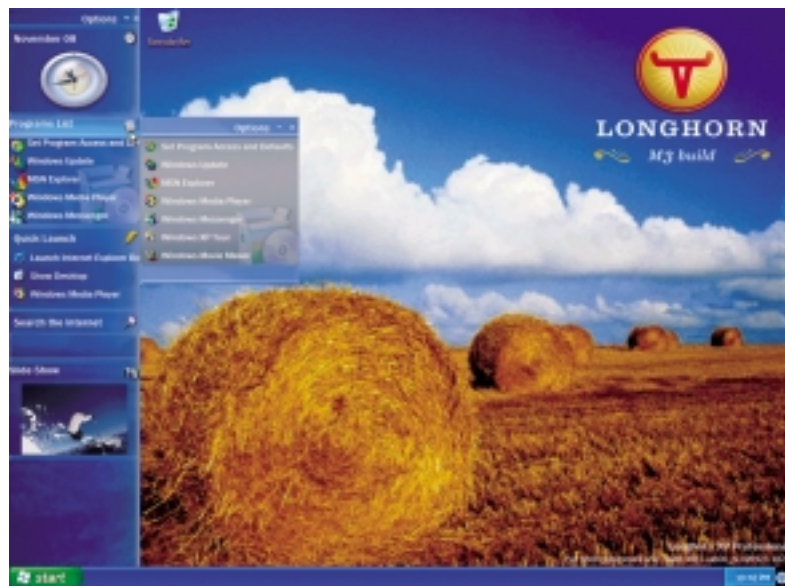 Options
November 08
Programs List
Set Program Access and
Windows Update
MSN Explorer
Windows Media Player
Windows Messenger
Quick Launch
Launch Internet Explorer
Show Desktop
Windows Media Player
Search the Internet
Slide Show
Options
Set Program Access and Defaults
Windows Update
MSN Explorer
Windows Media Player
Windows Messenger
Windows XP Tour
Windows Movie Maker
LONGHORN
M3 build
start